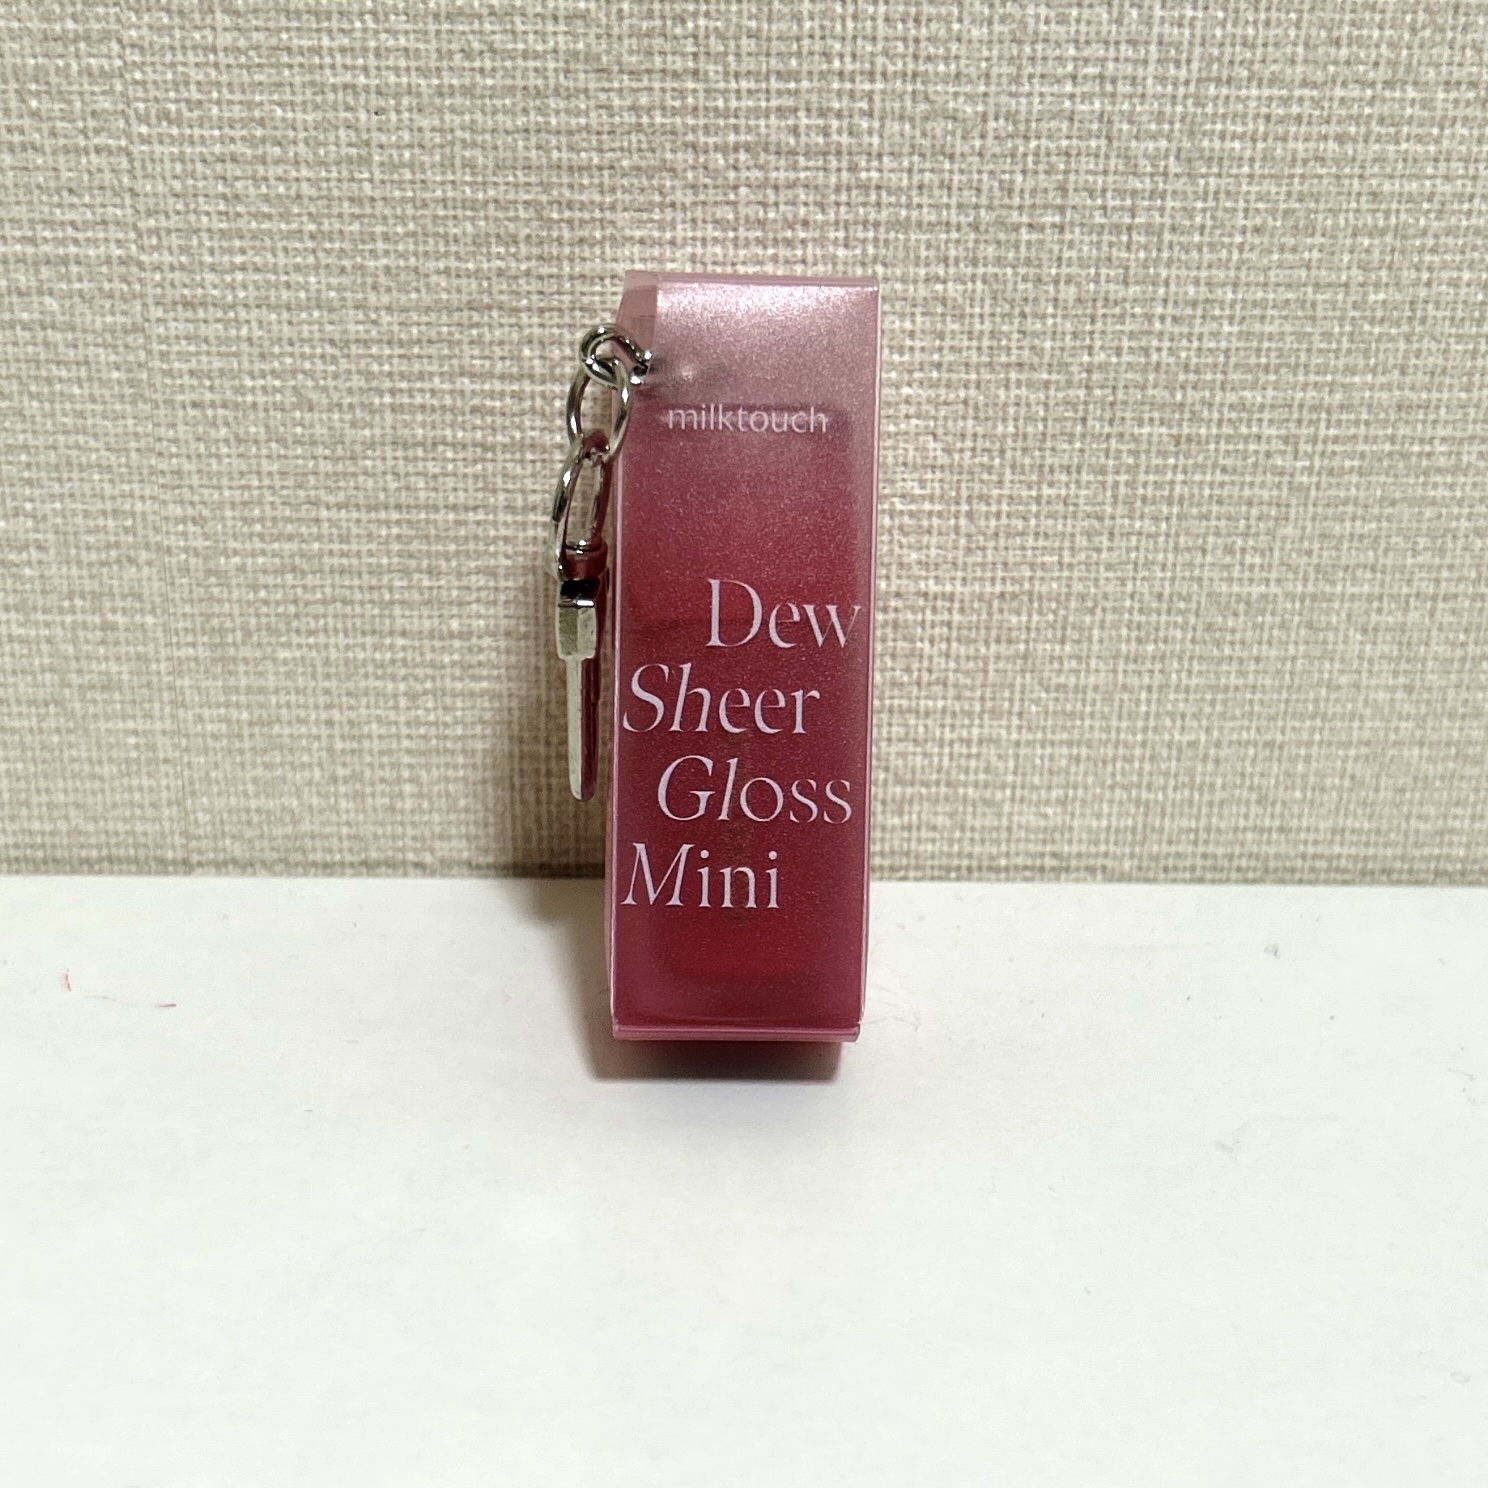 milktouch
Dew
Sheer
Gloss
Mini